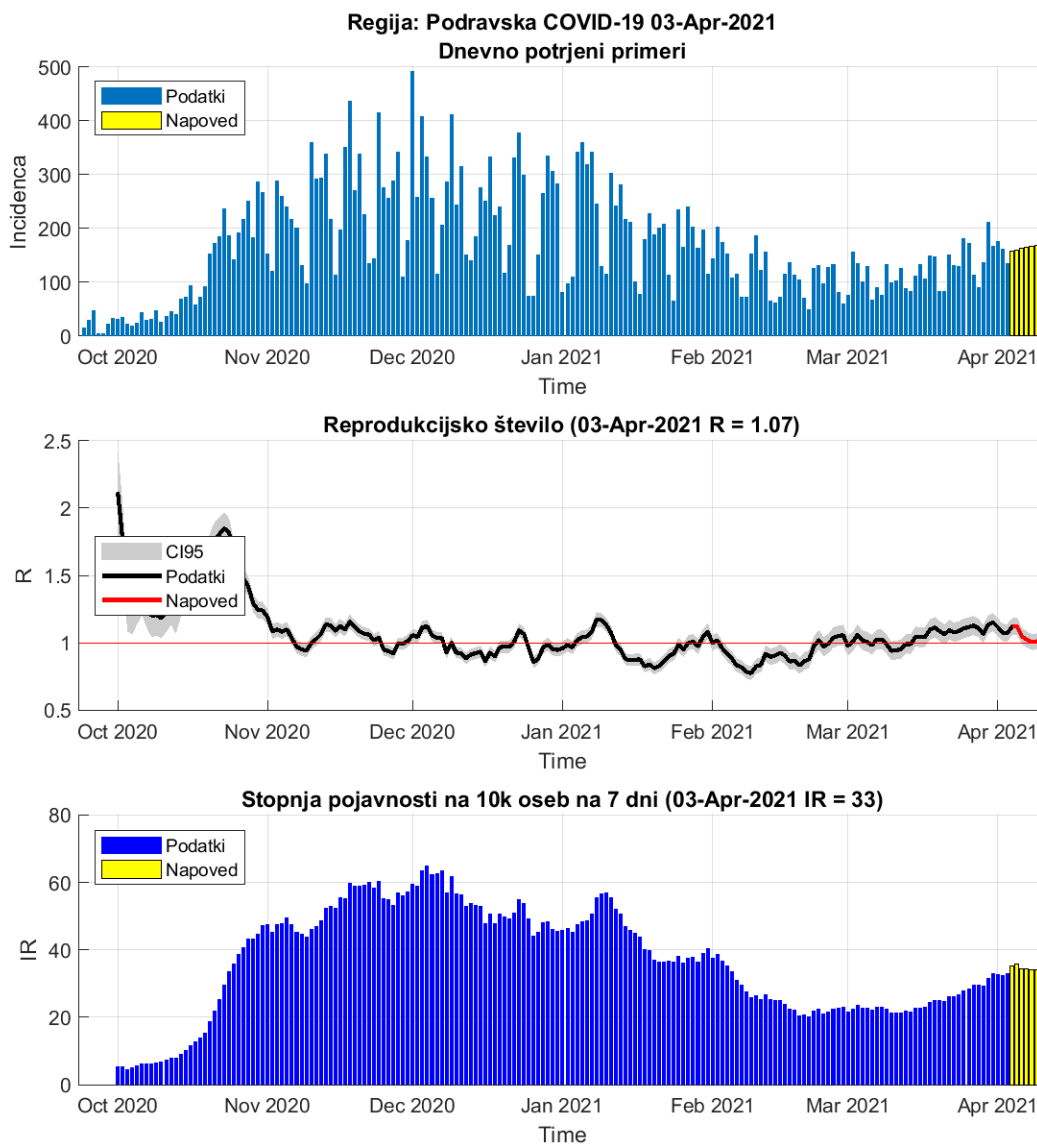 Regija: Podravska COVID-19 03-Apr-2021
Dnevno potrjeni primeri
500
400
300
200
100
0
Incidenca
Podatki
Napoved
Oct 2020 Nov 2020 Dec 2020 Jan 2021 Feb 2021 Mar 2021 Apr 2021
Time
Reprodukcijsko število (03-Apr-2021 R = 1.07)
2.5
2
1.5
1
0.5
R
CI95
Podatki
Napoved
Oct 2020 Nov 2020 Dec 2020 Jan 2021 Feb 2021 Mar 2021 Apr 2021
Time
Stopnja pojavnosti na 10k oseb na 7 dni (03-Apr-2021 IR = 33)
80
60
40
20
0
IR
Podatki
Napoved
Oct 2020 Nov 2020 Dec 2020 Jan 2021 Feb 2021 Mar 2021 Apr 2021
Time